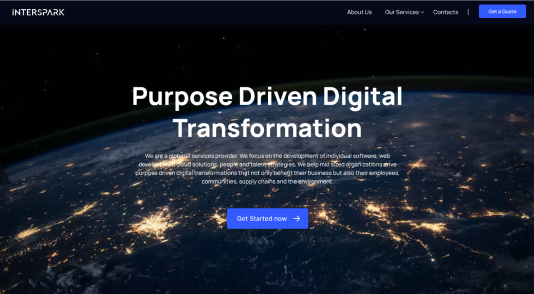 INTERSPARK
About Us
Our Services
Contacts
Get a Quote
Purpose Driven Digital
Transformation
We are a global IT services provider. We focus on the development of individual software, web
development, cloud solutions, people and talent strategies. We help mid sized organizations drive
purpose driven digital transformations that not only benefit their business but also their employees,
communities, supply chains and the environment.
Get Started now